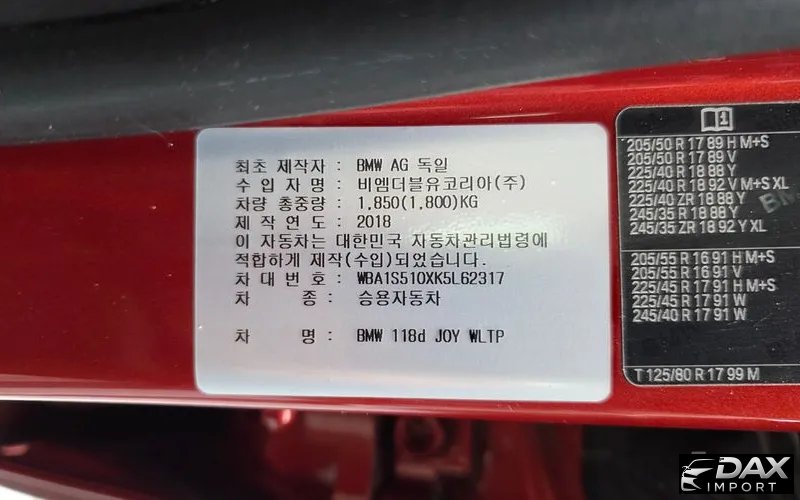 최초 제작자 : BMW AG 독일
수 입 자 명 : 비엠더블유코리아(주)
차량 총중량 : 1,850(1,800)KG
제 작 연 도 : 2018
이 자동차는 대한민국 자동차관리법령에
적합하게 제작(수입)되었습니다.
차 대 번 호 : WBA1S510XK5L62317
차 종 : 승용자동차
차 명 : BMW 118d JOY WLTP
205/50 R 17 89 H M+S
205/50 R 17 89 V
225/40 R 18 88 Y
225/40 R 18 92 V M+S XL
225/40 ZR 18 88 Y
245/35 R 18 88 Y
245/35 ZR 18 92 Y XL
205/55 R 16 91 H M+S
205/55 R 16 91 V
225/45 R 17 91 H M+S
225/45 R 17 91 W
245/40 R 17 91 W
T 125/80 R 17 99 M
DAX
IMPORT